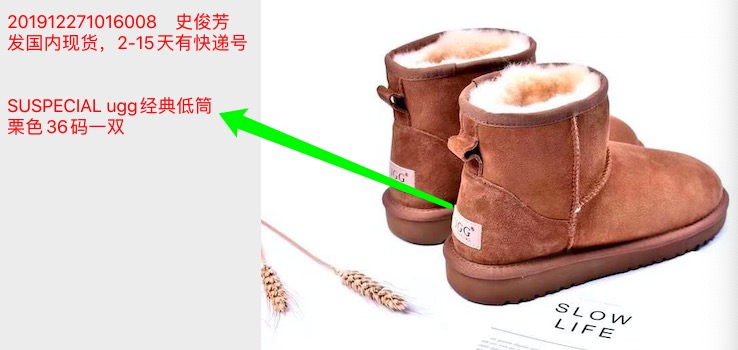 201912271016008 史俊芳
发国内现货，2-15天有快递号
SUSPECIAL ugg经典低筒
栗色36码一双
UGG®
SLOW
LIFE